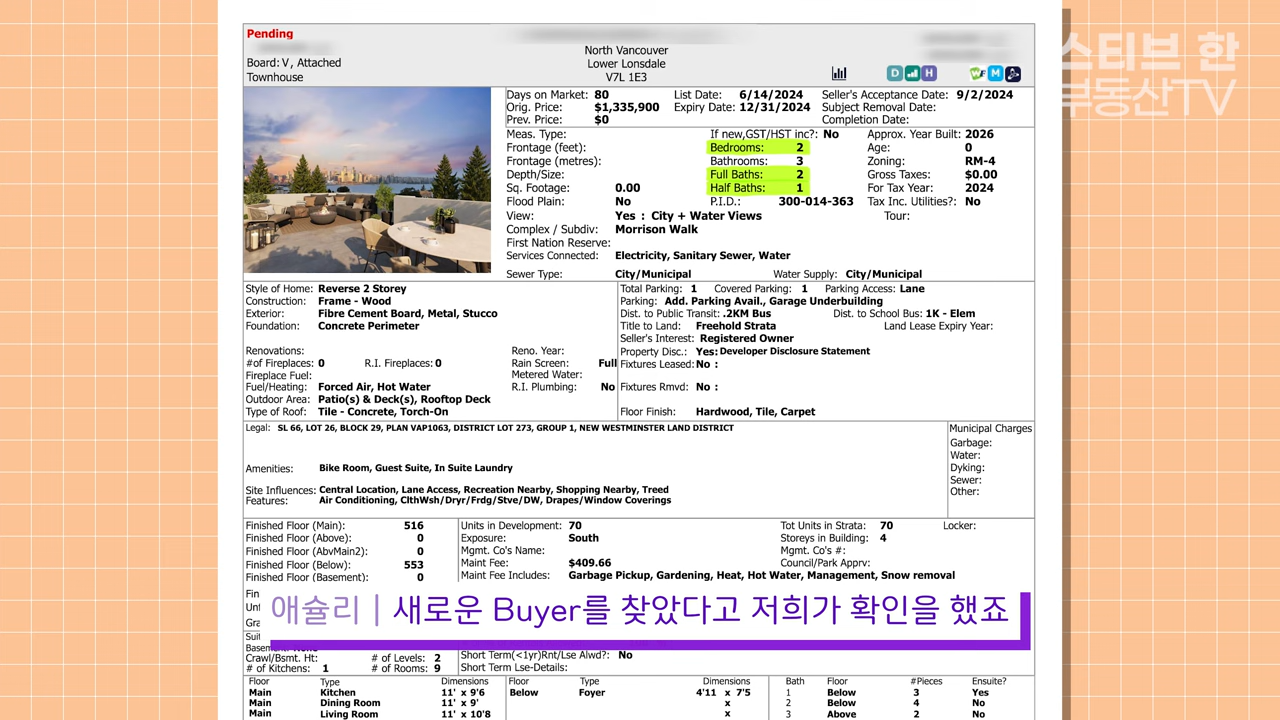 Pending
Board: V, Attached
Townhouse
North Vancouver
Lower Lonsdale
V7L 1E3
D H WF M
스티브 한
부동산TV
Days on Market: 80 List Date: 6/14/2024 Seller's Acceptance Date: 9/2/2024
Orig. Price: $1,335,900 Expiry Date: 12/31/2024 Subject Removal Date:
Prev. Price: $0 Completion Date:
Meas. Type: If new,GST/HST inc?: No Approx. Year Built: 2026
Frontage (feet): Bedrooms: 2 Age: 0
Frontage (metres): Bathrooms: 3 Zoning: RM-4
Depth/Size: Full Baths: 2 Gross Taxes: $0.00
Sq. Footage: 0.00 Half Baths: 1 For Tax Year: 2024
Flood Plain: No P.I.D.: 300-014-363 Tax Inc. Utilities?: No
View: Yes : City + Water Views Tour:
Complex / Subdiv: Morrison Walk
First Nation Reserve:
Services Connected: Electricity, Sanitary Sewer, Water
Sewer Type: City/Municipal Water Supply: City/Municipal
Style of Home: Reverse 2 Storey Total Parking: 1 Covered Parking: 1 Parking Access: Lane
Construction: Frame - Wood Parking: Add. Parking Avail., Garage Underbuilding
Exterior: Fibre Cement Board, Metal, Stucco Dist. to Public Transit: .2KM Bus Dist. to School Bus: 1K - Elem
Foundation: Concrete Perimeter Title to Land: Freehold Strata Land Lease Expiry Year:
Seller's Interest: Registered Owner
Renovations: Reno. Year: Property Disc.: Yes: Developer Disclosure Statement
#of Fireplaces: 0 R.I. Fireplaces: 0 Rain Screen: Full Fixtures Leased: No :
Fireplace Fuel: Metered Water:
Fuel/Heating: Forced Air, Hot Water R.I. Plumbing: No Fixtures Rmvd: No :
Outdoor Area: Patio(s) & Deck(s), Rooftop Deck
Type of Roof: Tile - Concrete, Torch-On Floor Finish: Hardwood, Tile, Carpet
Legal: SL 66, LOT 26, BLOCK 29, PLAN VAP1063, DISTRICT LOT 273, GROUP 1, NEW WESTMINSTER LAND DISTRICT Municipal Charges
Garbage:
Water:
Amenities: Bike Room, Guest Suite, In Suite Laundry Dyking:
Sewer:
Site Influences: Central Location, Lane Access, Recreation Nearby, Shopping Nearby, Treed Other:
Features: Air Conditioning, ClthWsh/Dryr/Frdg/Stve/DW, Drapes/Window Coverings
Finished Floor (Main): 516 Units in Development: 70 Tot Units in Strata: 70 Locker:
Finished Floor (Above): 0 Exposure: South Storeys in Building: 4
Finished Floor (AbvMain2): 0 Mgmt. Co's Name: Mgmt. Co's #:
Finished Floor (Below): 553 Maint Fee: $409.66 Council/Park Apprv:
Finished Floor (Basement): 0 Maint Fee Includes: Garbage Pickup, Gardening, Heat, Hot Water, Management, Snow removal
애슐리 | 새로운 Buyer를 찾았다고 저희가 확인을 했죠
Crawl/Bsmt. Ht: # of Levels: 2 Short Term(<1yr)Rnt/Lse Alwd?: No
# of Kitchens: 1 # of Rooms: 9 Short Term Lse-Details:
Floor Type Dimensions Floor Type Dimensions Bath Floor #Pieces Ensuite?
Main Kitchen 11' x 9'6 Below Foyer 4'11 x 7'5 1 Below 3 Yes
Main Dining Room 11' x 9' x 2 Below 4 No
Main Living Room 11' x 10'8 x 3 Above 2 No